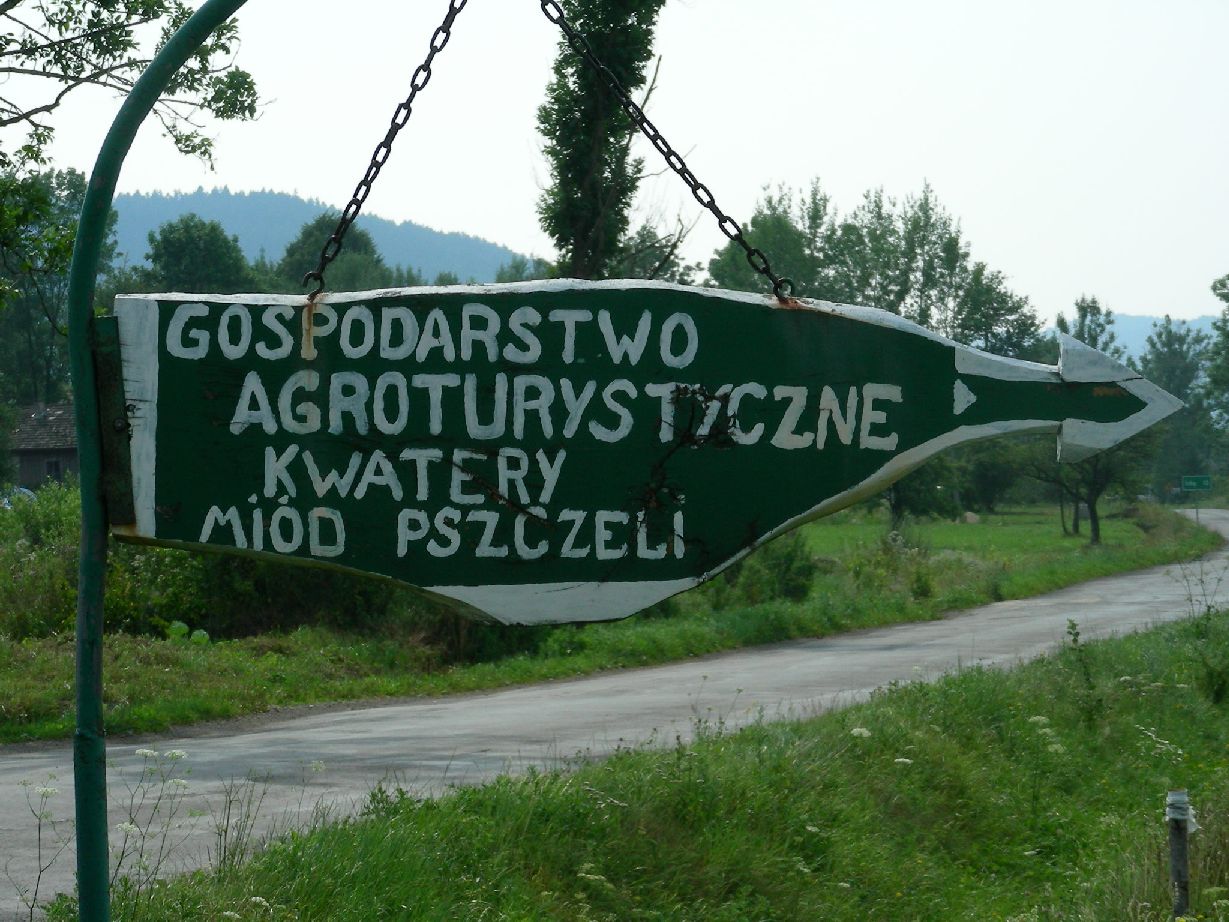 GOSPODARSTWO
AGROTURYSTYCZNE
KWATERY
MIÓD PSZCZELI